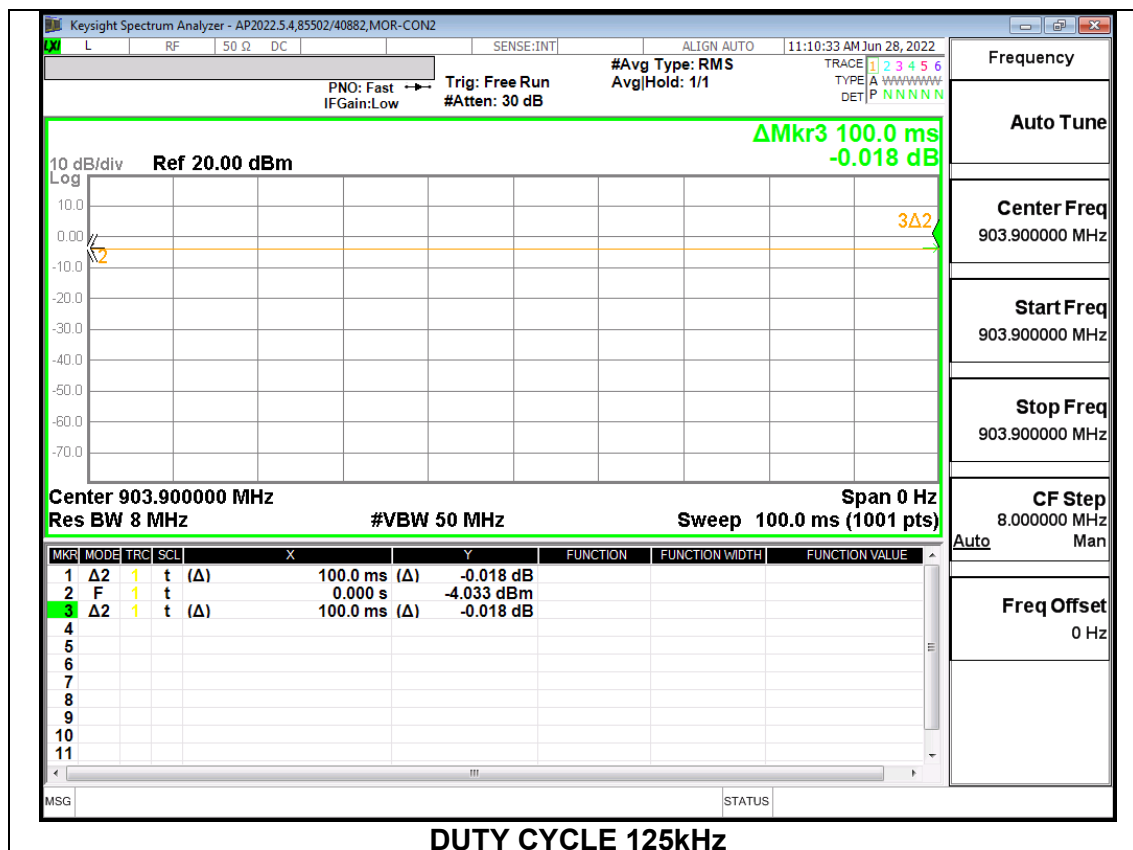 Keysight Spectrum Analyzer - AP2022.5.4,85502/40882,MOR-CON2
LXI L RF 50 Ω DC SENSE:INT ALIGN AUTO 11:10:33 AM Jun 28, 2022
PNO: Fast
IFGain:Low
Trig: Free Run
#Atten: 30 dB
#Avg Type: RMS
Avg|Hold: 1/1
TRACE 1 2 3 4 5 6
TYPE A WWWWW
DET P N N N N N
ΔMkr3 100.0 ms
-0.018 dB
10 dB/div Ref 20.00 dBm
Log
10.0
0.00
-10.0
-20.0
-30.0
-40.0
-50.0
-60.0
-70.0
2
3Δ2
Center 903.900000 MHz Span 0 Hz
Res BW 8 MHz #VBW 50 MHz Sweep 100.0 ms (1001 pts)
MKR MODE TRC SCL X Y FUNCTION FUNCTION WIDTH FUNCTION VALUE
1 Δ2 1 t (Δ) 100.0 ms (Δ) -0.018 dB
2 F 1 t 0.000 s -4.033 dBm
3 Δ2 1 t (Δ) 100.0 ms (Δ) -0.018 dB
4
5
6
7
8
9
10
11
MSG STATUS
Frequency
Auto Tune
Center Freq
903.900000 MHz
Start Freq
903.900000 MHz
Stop Freq
903.900000 MHz
CF Step
8.000000 MHz
Auto Man
Freq Offset
0 Hz
DUTY CYCLE 125kHz